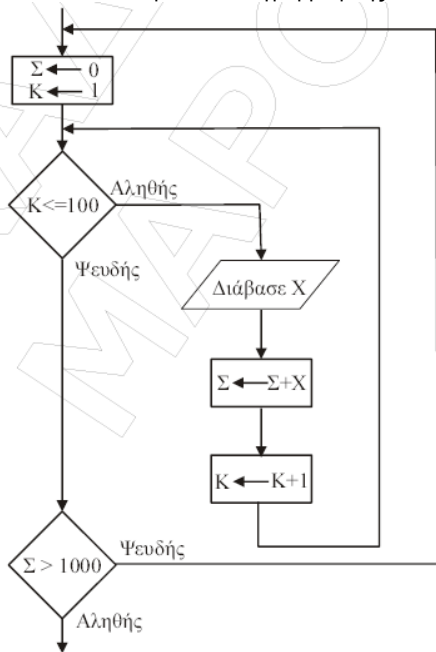 Σ ← 0
Κ ← 1
Κ<=100
Αληθής
Ψευδής
Διάβασε Χ
Σ ← Σ+Χ
Κ ← Κ+1
Σ > 1000
Ψευδής
Αληθής